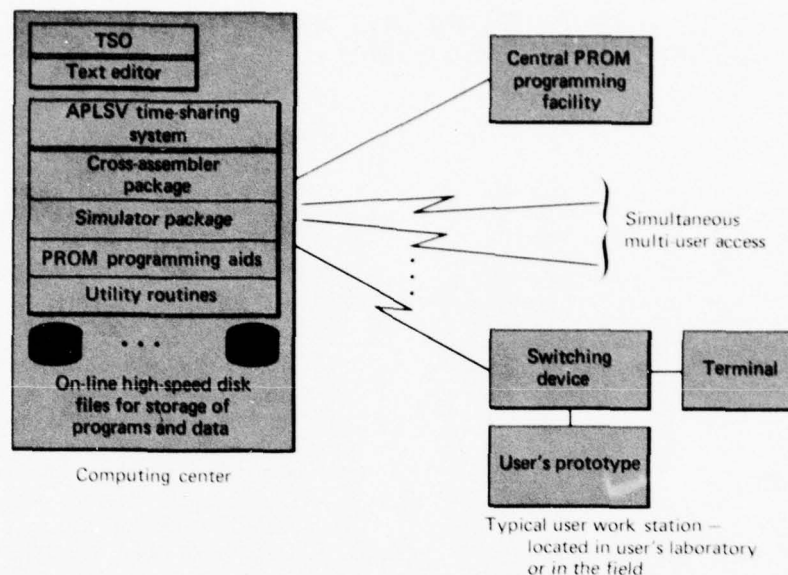 TSO
Text editor
APLSV time-sharing
system
Cross-assembler
package
Simulator package
PROM programming aids
Utility routines
On-line high-speed disk
files for storage of
programs and data
Computing center
Central PROM
programming
facility
Simultaneous
multi-user access
Switching
device
Terminal
User's prototype
Typical user work station —
located in user's laboratory
or in the field